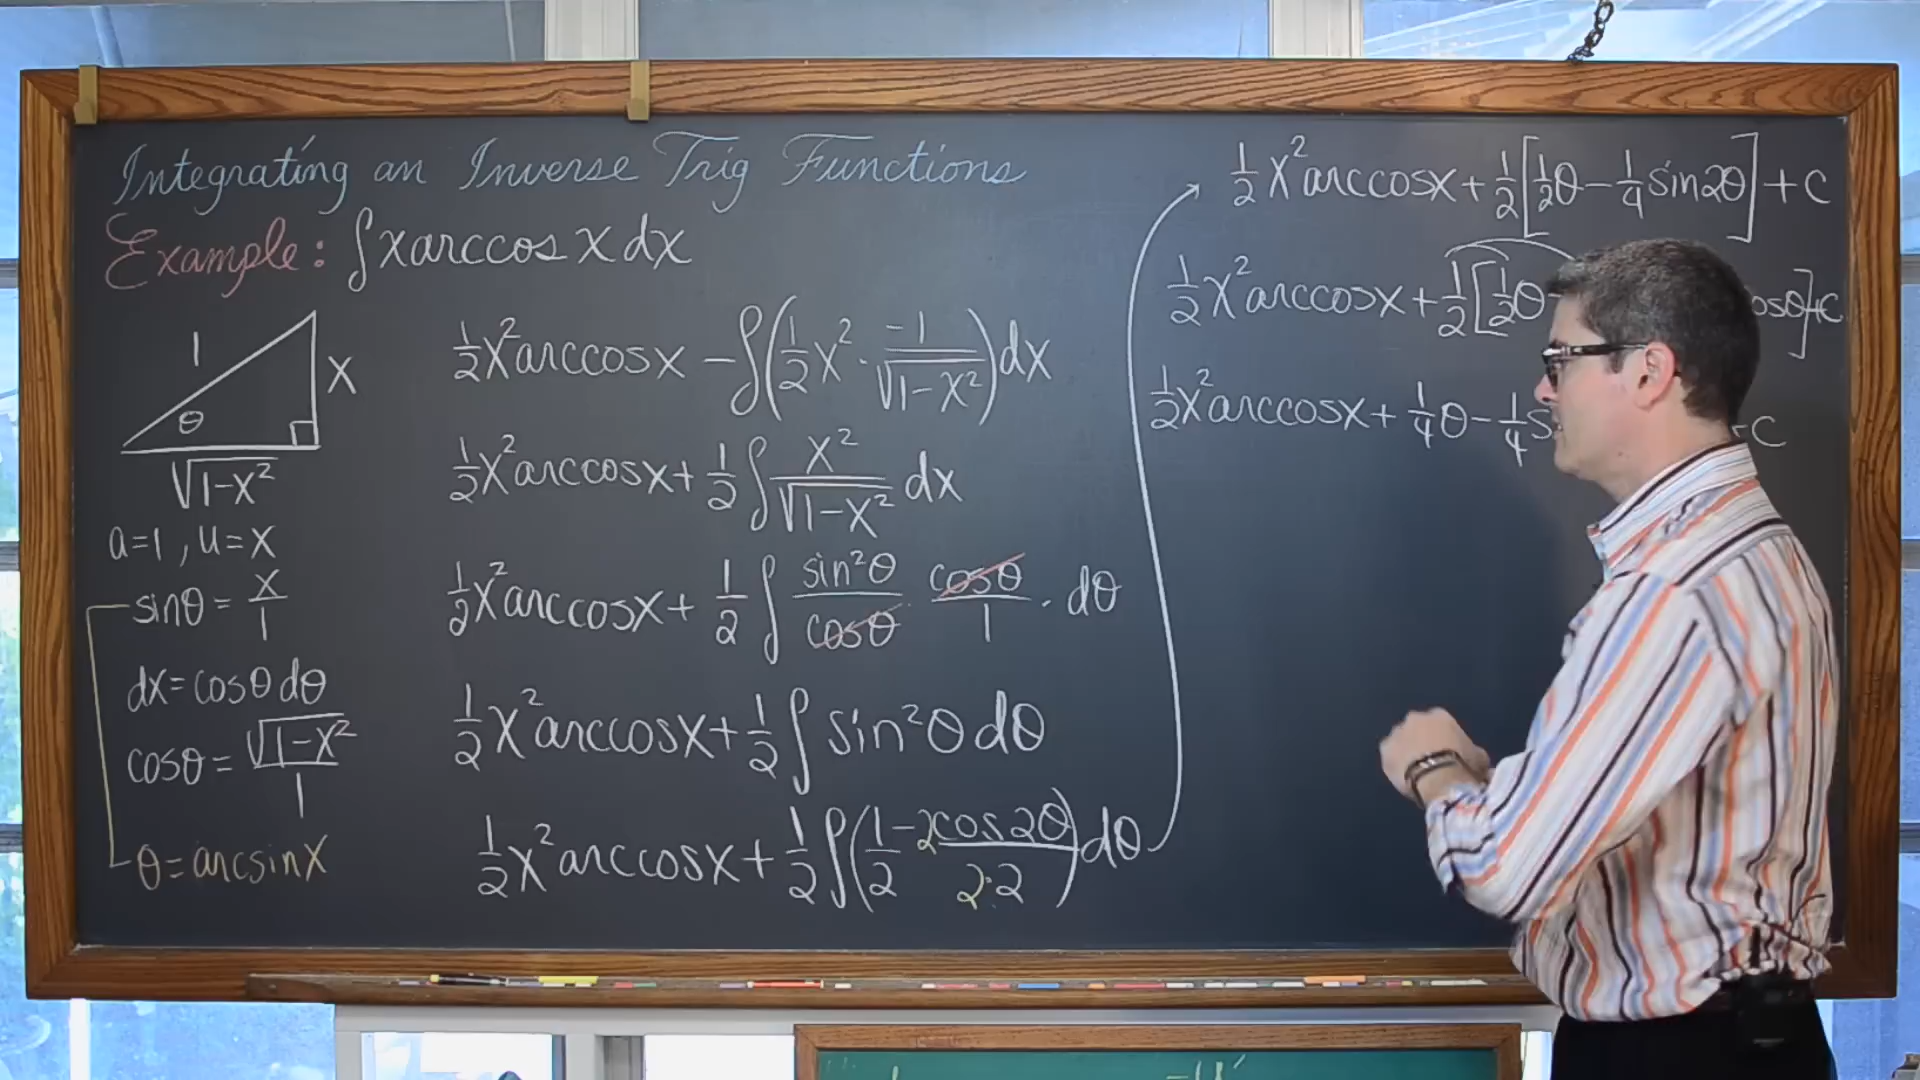 Integrating an Inverse Trig Functions
Example: ∫xarccos x dx
1
x
θ
√1-x²
a=1, u=x
sinθ = x/1
dx=cosθ dθ
cosθ = √1-x²/1
θ=arcsinx
½x²arccosx - ∫(½x² · -1/√1-x²)dx
½x²arccosx + ½∫ x²/√1-x² dx
½x²arccosx + ½∫ sin²θ/cosθ · cosθ/1 · dθ
½x²arccosx + ½∫ sin²θ dθ
½x²arccosx + ½∫(½ - 2cos2θ/2·2)dθ
½x²arccosx + ½[½θ - ¼sin2θ] + C
½x²arccosx + ½[½θ - osθ]+C
½x²arccosx + ¼θ - ¼s +C